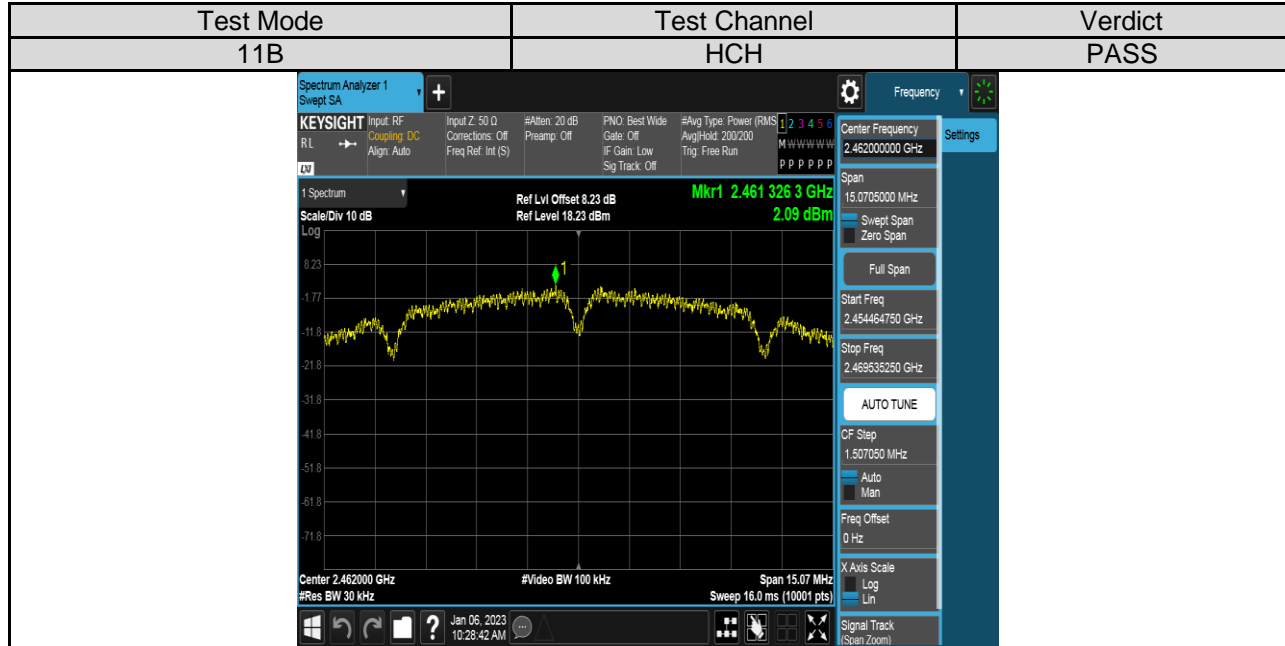 Test Mode Test Channel Verdict
11B HCH PASS
Spectrum Analyzer 1
Swept SA
+
Frequency
KEYSIGHT
RL
LXI
Input: RF
Coupling: DC
Align: Auto
Input Z: 50 Ω
Corrections: Off
Freq Ref: Int (S)
#Atten: 20 dB
Preamp: Off
PNO: Best Wide
Gate: Off
IF Gain: Low
Sig Track: Off
#Avg Type: Power (RMS
Avg|Hold: 200/200
Trig: Free Run
1 2 3 4 5 6
M W W W W W
P P P P P P
Center Frequency
2.462000000 GHz
Settings
1 Spectrum
Scale/Div 10 dB
Log
Ref Lvl Offset 8.23 dB
Ref Level 18.23 dBm
Mkr1 2.461 326 3 GHz
2.09 dBm
Span
15.0705000 MHz
Swept Span
Zero Span
Full Span
Start Freq
2.454464750 GHz
Stop Freq
2.469535250 GHz
AUTO TUNE
CF Step
1.507050 MHz
Auto
Man
Freq Offset
0 Hz
X Axis Scale
Log
Lin
Signal Track
(Span Zoom)
1
8.23
-1.77
-11.8
-21.8
-31.8
-41.8
-51.8
-61.8
-71.8
Center 2.462000 GHz
#Res BW 30 kHz
#Video BW 100 kHz
Span 15.07 MHz
Sweep 16.0 ms (10001 pts)
?
Jan 06, 2023
10:28:42 AM